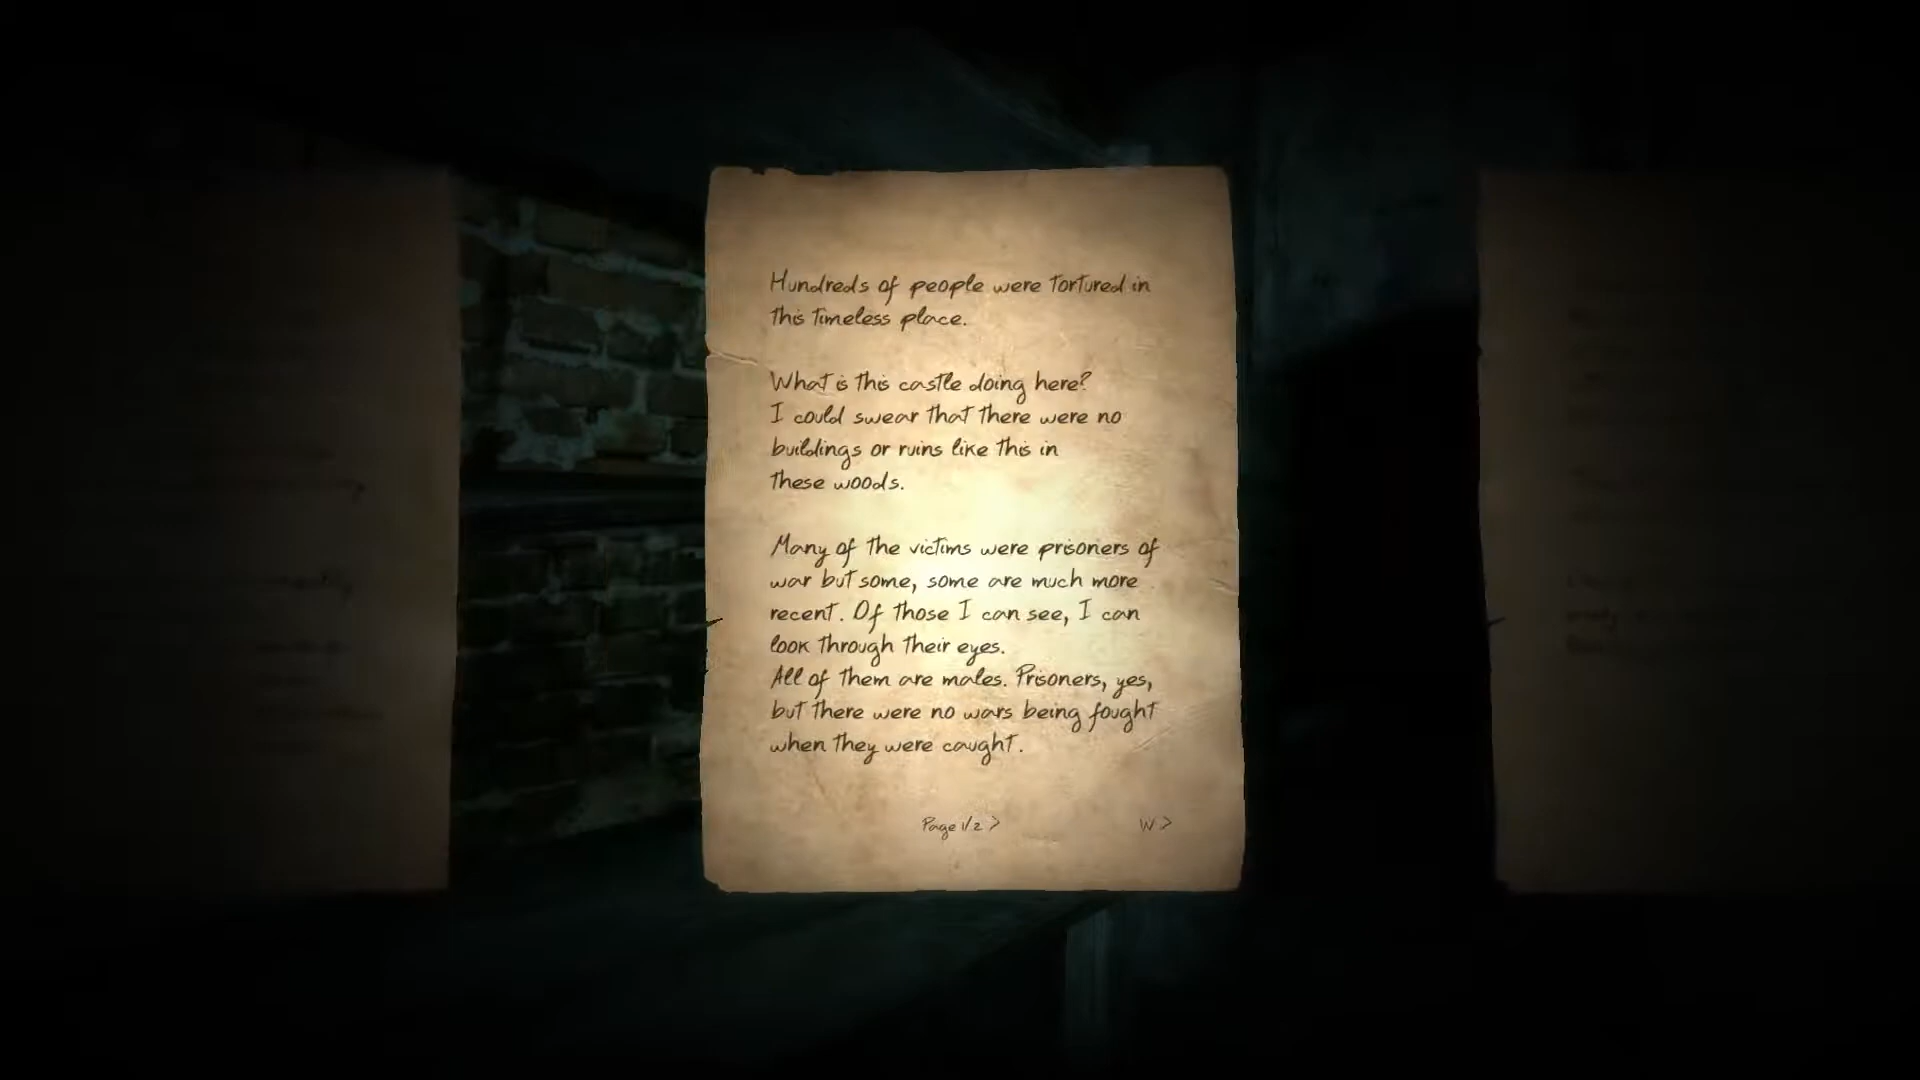 Hundreds of people were tortured in
this timeless place.
What is this castle doing here?
I could swear that there were no
buildings or ruins like this in
these woods.
Many of the victims were prisoners of
war but some, some are much more
recent. Of those I can see, I can
look through their eyes.
All of them are males. Prisoners, yes,
but there were no wars being fought
when they were caught.
Page 1/2 >
W >